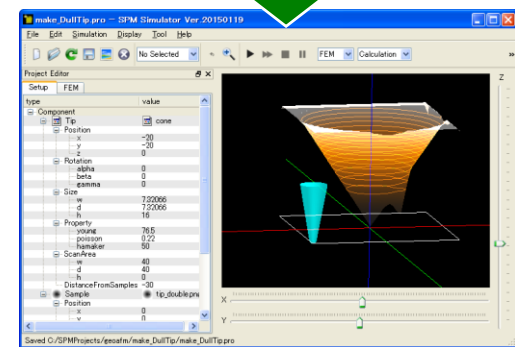 make_DullTip.pro - SPM Simulator Ver.20150119
File Edit Simulation Display Tool Help
No Selected FEM Calculation »
Project Editor
Setup FEM
type value
Component
Tip cone
Position
x -20
y -20
z 0
Rotation
alpha 0
beta 0
gamma 0
Size
w 7.32066
d 7.32066
h 16
Property
young 76.5
poisson 0.22
hamaker 50
ScanArea
w 40
d 40
h 0
DistanceFromSamples -30
Sample tip_double.pna
Position
x 0
y 0
Z
X
Y
Saved C:/SPMProjects/geoafm/make_DullTip/make_DullTip.pro